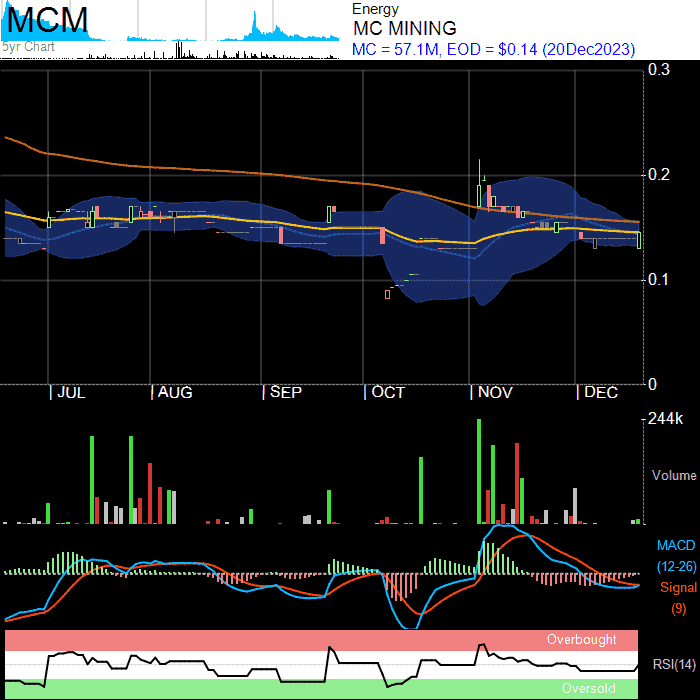 MCM
5yr Chart
Energy
MC MINING
MC = 57.1M, EOD = $0.14 (20Dec2023)
0.3
0.2
0.1
0
| JUL | AUG | SEP | OCT | NOV | DEC
244k
Volume
MACD
(12-26)
Signal
(9)
Overbought
RSI(14)
Oversold